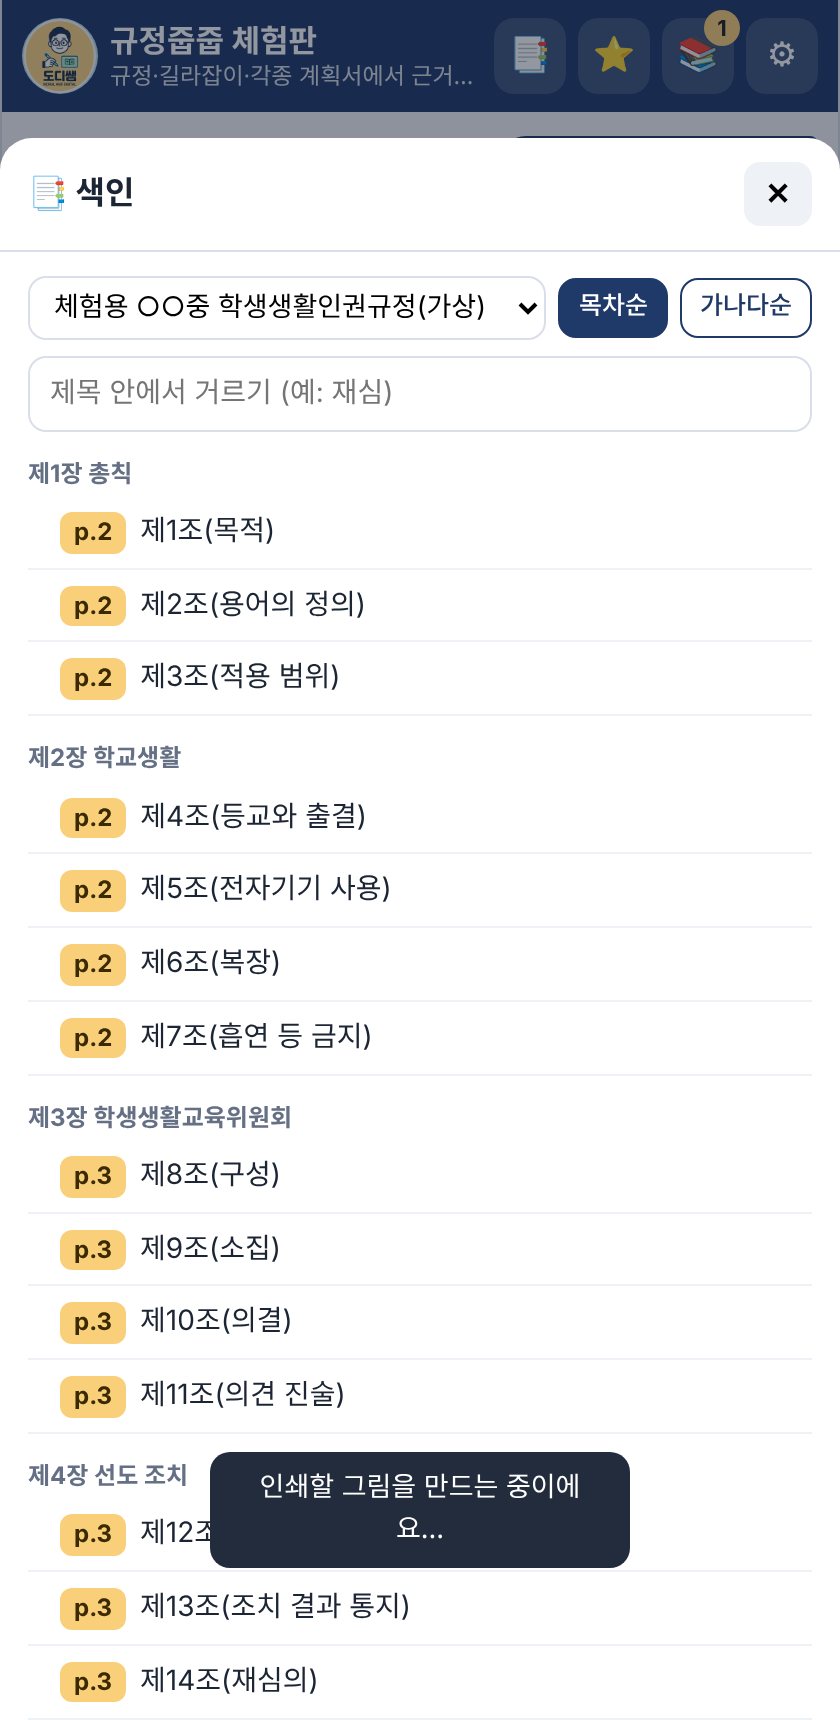 규정줍줍 체험판
규정·길라잡이·각종 계획서에서 근거...
1
도디쌤
📑 색인
✕
체험용 ○○중 학생생활인권규정(가상)
목차순
가나다순
제목 안에서 거르기 (예: 재심)
제1장 총칙
p.2 제1조(목적)
p.2 제2조(용어의 정의)
p.2 제3조(적용 범위)
제2장 학교생활
p.2 제4조(등교와 출결)
p.2 제5조(전자기기 사용)
p.2 제6조(복장)
p.2 제7조(흡연 등 금지)
제3장 학생생활교육위원회
p.3 제8조(구성)
p.3 제9조(소집)
p.3 제10조(의결)
p.3 제11조(의견 진술)
제4장 선도 조치
인쇄할 그림을 만드는 중이에
요...
p.3 제12조
p.3 제13조(조치 결과 통지)
p.3 제14조(재심의)